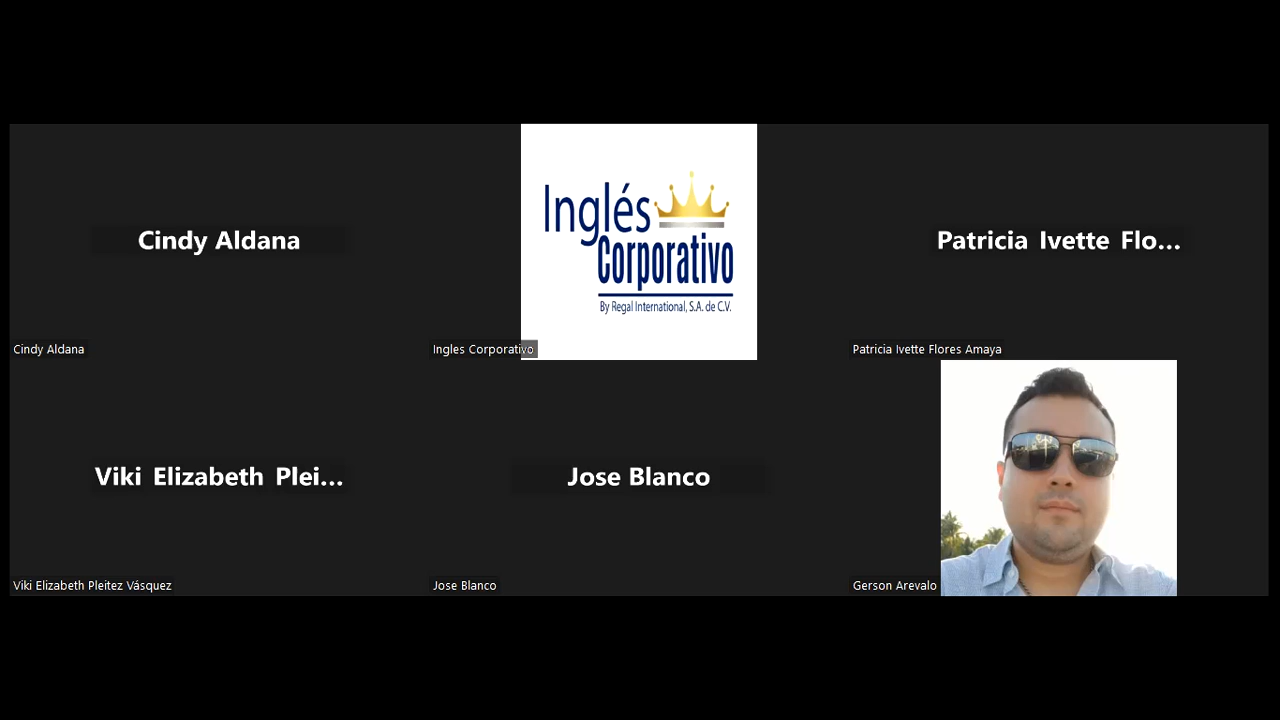 Cindy Aldana
Cindy Aldana
Inglés
Corporativo
By Regal International, S.A. de C.V.
Ingles Corporativo
Patricia Ivette Flo...
Patricia Ivette Flores Amaya
Viki Elizabeth Plei...
Viki Elizabeth Pleitez Vásquez
Jose Blanco
Jose Blanco
Gerson Arevalo